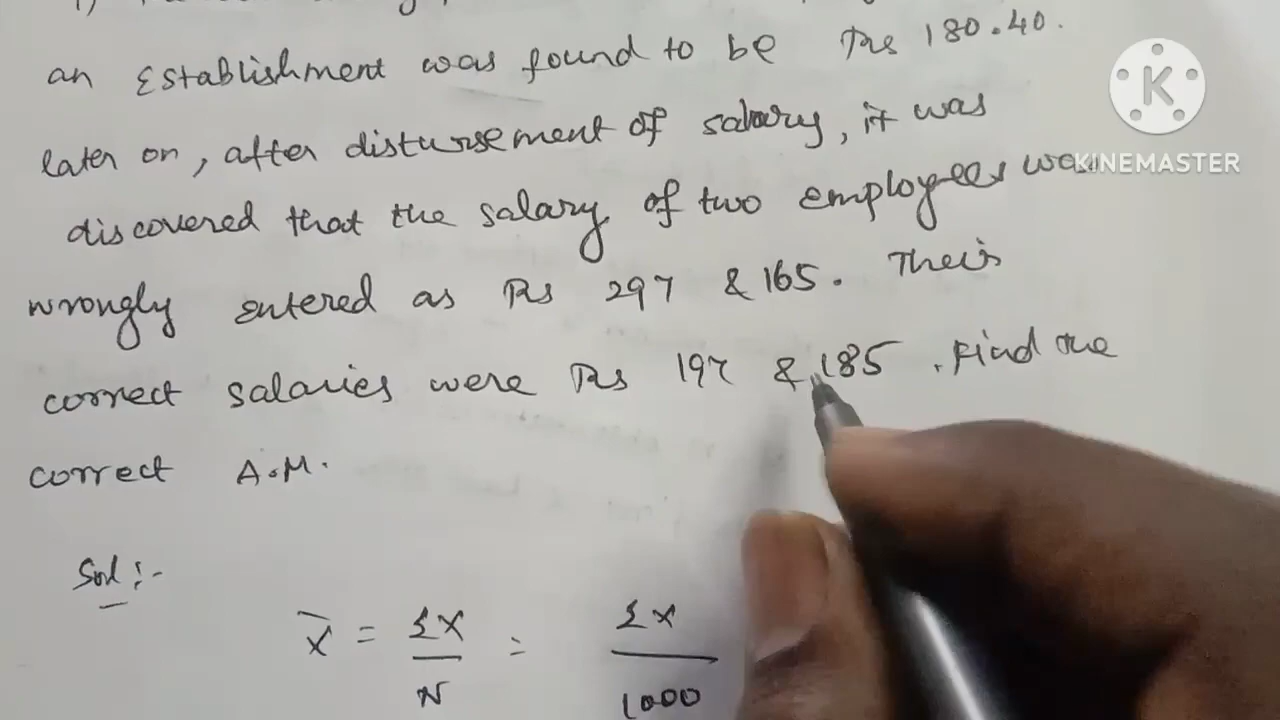 an Establishment was found to be Rs 180.40.
later on, after distursement of salary, it was
discovered that the salary of two employees was
wrongly entered as Rs 297 & 165. Their
correct salaries were Rs 197 & 185. Find the
correct A.M.
Sol :-
X̅ = ΣX / N = ΣX / 1000
K
KINEMASTER